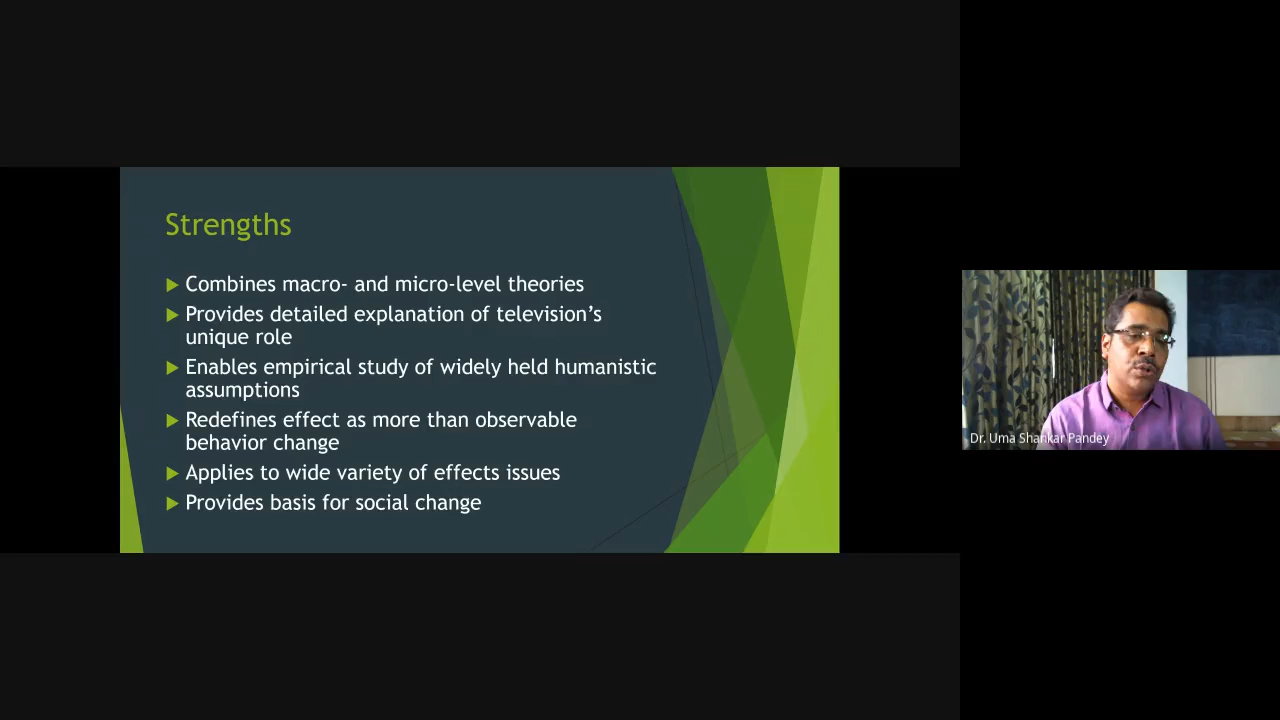 Strengths
Combines macro- and micro-level theories
Provides detailed explanation of television's
unique role
Enables empirical study of widely held humanistic
assumptions
Redefines effect as more than observable
behavior change
Applies to wide variety of effects issues
Provides basis for social change
Dr. Uma Shankar Pandey